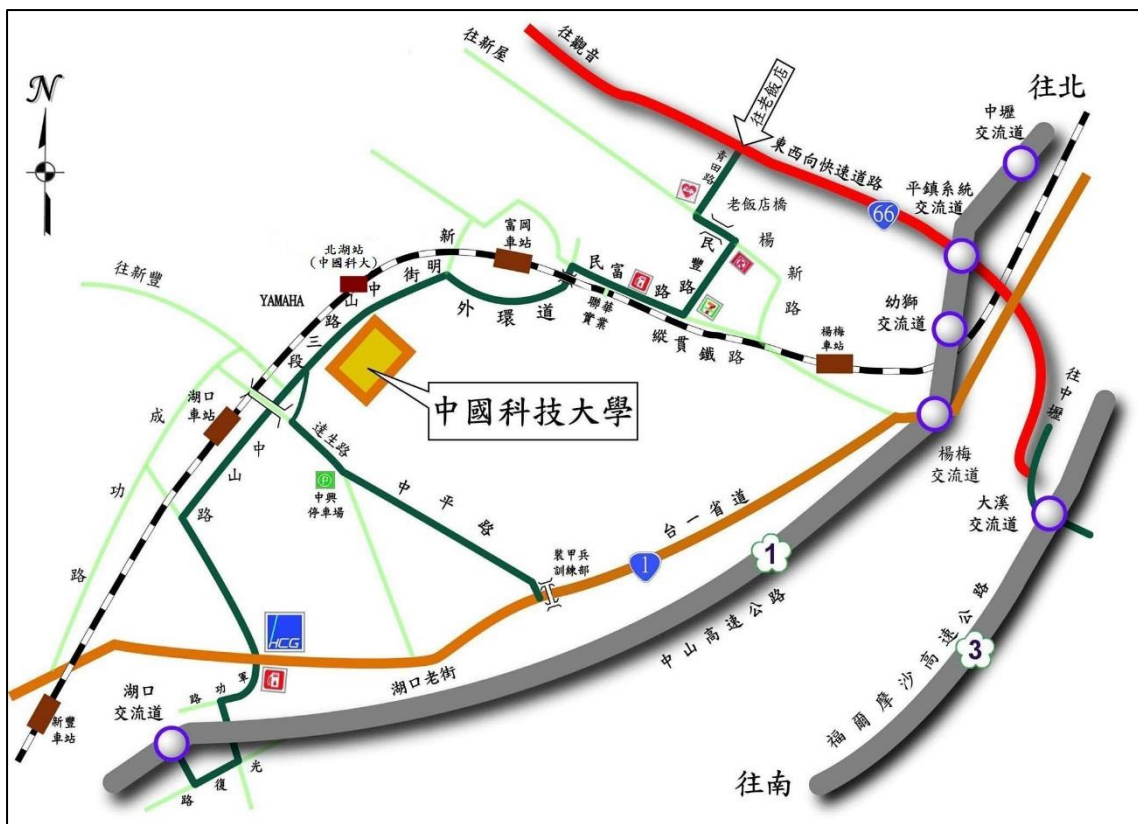 N
往新屋
往觀音
往老飯店
青田路
東西向快速道路
66
往北
中壢
交流道
平鎮系統
交流道
老飯店橋
楊新路
民豐路
民富路
幼獅
交流道
富岡
車站
北湖站
(中國科大)
新明街
往新豐
YAMAHA
中山路三段
外環道
聯華
實業
縱貫鐵路
楊梅
車站
往中壢
中國科技大學
湖口
車站
成功路
中山路
達生路
P
中興
停車場
中平路
楊梅
交流道
大溪
交流道
台一省道
1
裝甲兵
訓練部
1
中山高速公路
3
福爾摩沙高速公路
HCG
湖口老街
湖口
交流道
軍功路
新豐
車站
光復路
往南
7